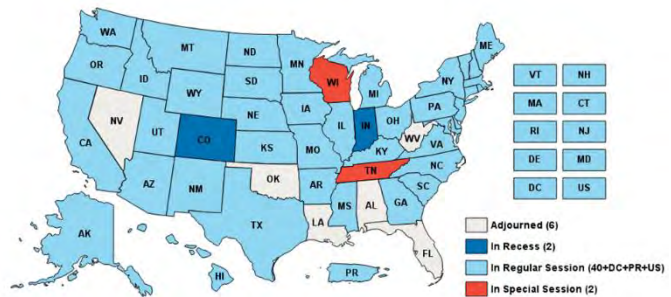 WA
MT
ND
MN
WI
MI
ME
OR
ID
WY
SD
NY
NV
UT
CO
NE
IA
IL
IN
OH
PA
CA
KS
MO
KY
WV
VA
AZ
NM
OK
AR
TN
NC
SC
TX
LA
MS
AL
GA
FL
AK
HI
PR
VT NH
MA CT
RI NJ
DE MD
DC US
Adjourned (6)
In Recess (2)
In Regular Session (40+DC+PR+US)
In Special Session (2)